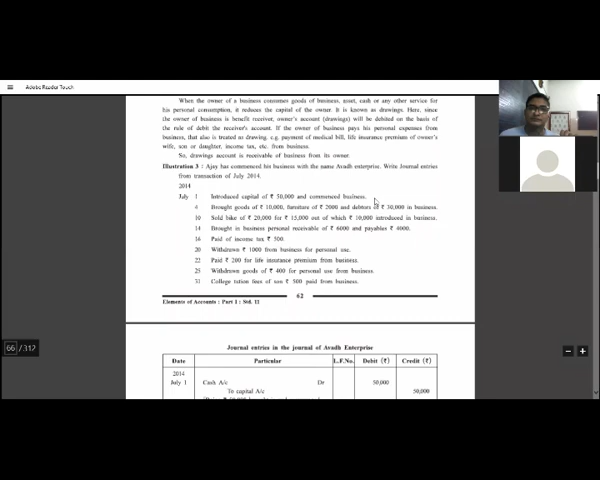 Adobe Reader Touch
When the owner of a business consumes goods of business, asset, cash or any other service for
his personal consumption, it reduces the capital of the owner. It is known as drawings. Here, since
the owner of business is benefit receiver, owner's account (drawings) will be debited on the basis of
the rule of debit the receiver's account. If the owner of business pays his personal expenses from
business, that also is treated as drawing. e.g. payment of medical bill, life insurance premium of owner's
wife, son or daughter, income tax, etc. from business.
So, drawings account is receivable of business from its owner.
Illustration 3 : Ajay has commenced his business with the name Avadh enterprise. Write Journal entries
from transaction of July 2014.
2014
July 1 Introduced capital of ₹ 50,000 and commenced business.
4 Brought goods of ₹ 10,000, furniture of ₹ 2000 and debtors of ₹ 30,000 in business.
10 Sold bike of ₹ 20,000 for ₹ 15,000 out of which ₹ 10,000 introduced in business.
14 Brought in business personal receivable of ₹ 6000 and payables ₹ 4000.
16 Paid of income tax ₹ 500
20 Withdrawn ₹ 1000 from business for personal use.
22 Paid ₹ 200 for life insurance premium from business.
25 Withdrawn goods of ₹ 400 for personal use from business.
31 College tution fees of son ₹ 500 paid from business.
62
Elements of Accounts : Part 1 : Std. 11
66 / 312
Journal entries in the journal of Avadh Enterprise
Date Particular L.F.No. Debit (₹) Credit (₹)
2014
July 1 Cash A/c Dr 50,000
To capital A/c 50,000